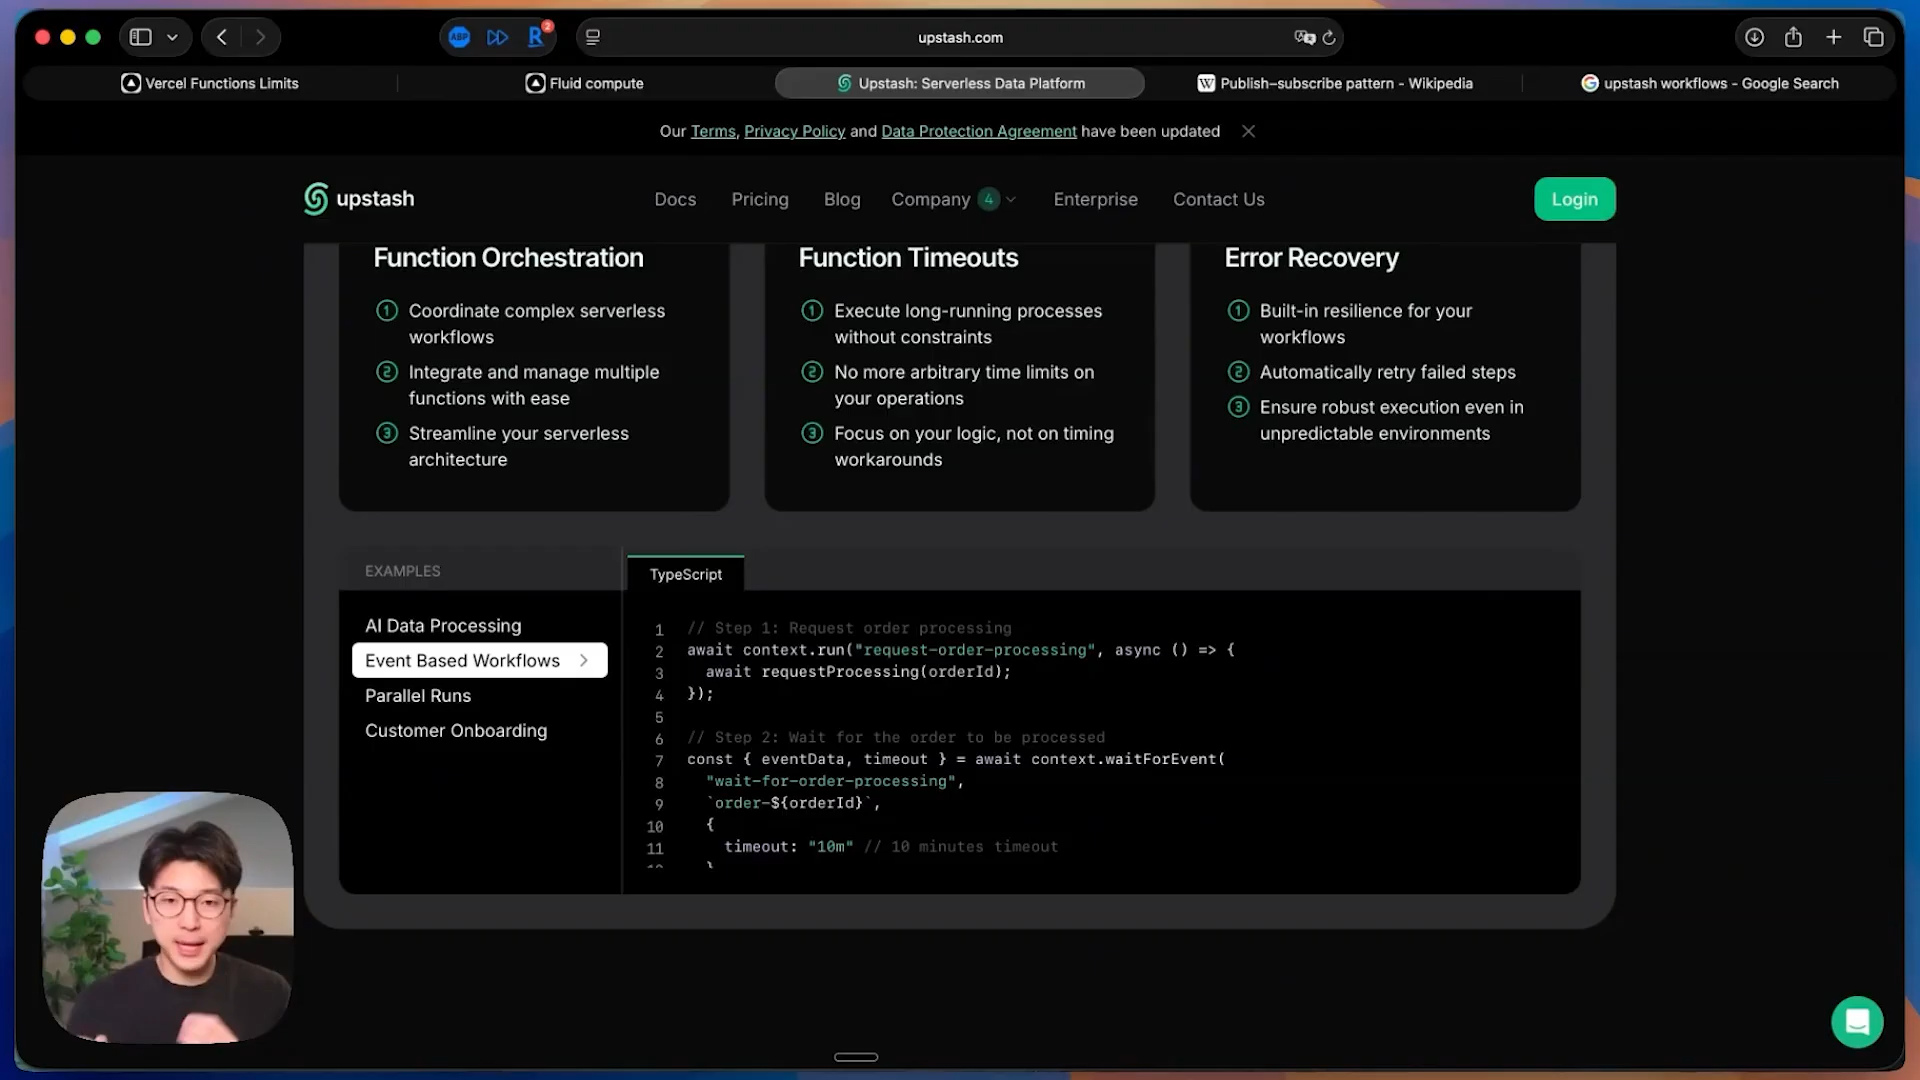 ABP
R
2
upstash.com
Vercel Functions Limits
Fluid compute
Upstash: Serverless Data Platform
W
Publish–subscribe pattern - Wikipedia
G
upstash workflows - Google Search
Our Terms, Privacy Policy and Data Protection Agreement have been updated
upstash
Docs
Pricing
Blog
Company 4
Enterprise
Contact Us
Login
Function Orchestration
1 Coordinate complex serverless
workflows
2 Integrate and manage multiple
functions with ease
3 Streamline your serverless
architecture
Function Timeouts
1 Execute long-running processes
without constraints
2 No more arbitrary time limits on
your operations
3 Focus on your logic, not on timing
workarounds
Error Recovery
1 Built-in resilience for your
workflows
2 Automatically retry failed steps
3 Ensure robust execution even in
unpredictable environments
EXAMPLES
AI Data Processing
Event Based Workflows
Parallel Runs
Customer Onboarding
TypeScript
1 // Step 1: Request order processing
2 await context.run("request-order-processing", async () => {
3 await requestProcessing(orderId);
4 });
5
6 // Step 2: Wait for the order to be processed
7 const { eventData, timeout } = await context.waitForEvent(
8 "wait-for-order-processing",
9 `order-${orderId}`,
10 {
11 timeout: "10m" // 10 minutes timeout